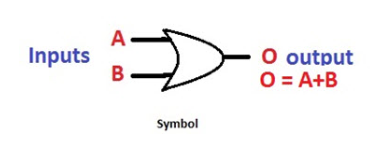 A
Inputs
O output
B
O = A+B
Symbol